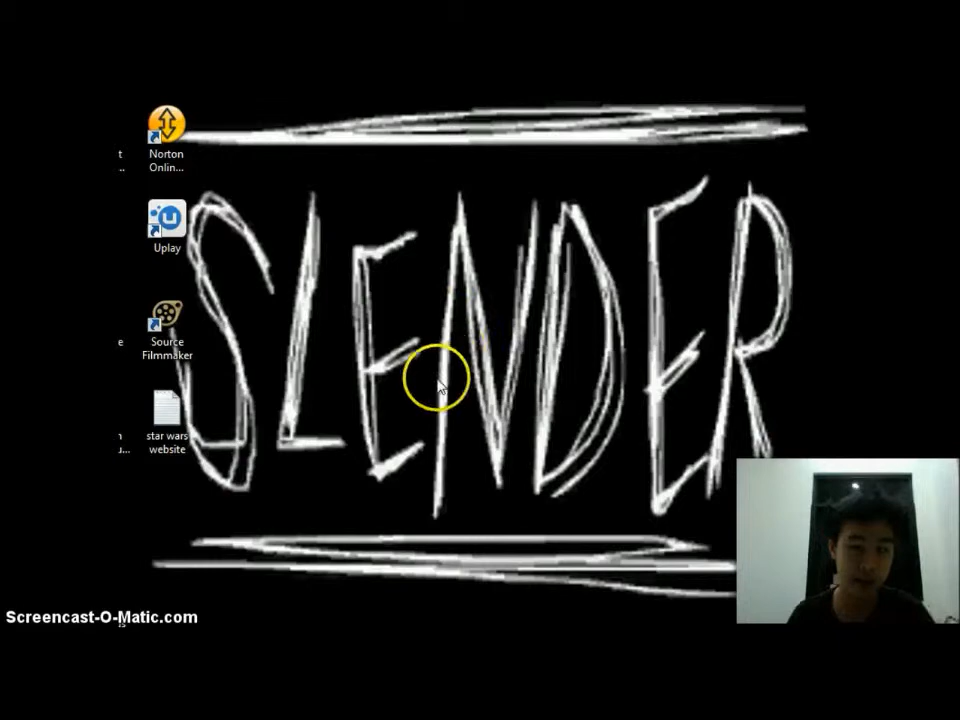 Norton
Onlin...
Uplay
Source
Filmmaker
star wars
website
SLENDER
Screencast-O-Matic.com